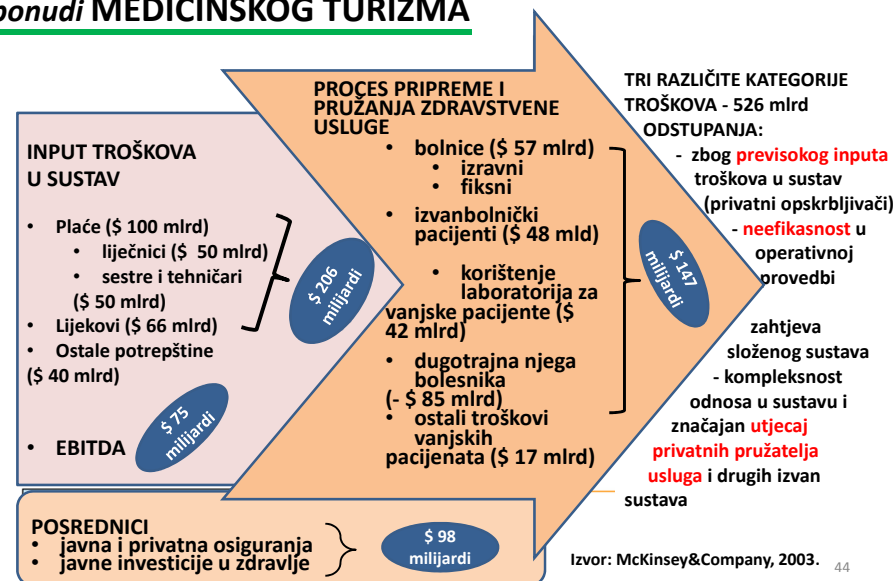 ponudi MEDICINSKOG TURIZMA
INPUT TROŠKOVA
U SUSTAV
• Plaće ($ 100 mlrd)
• liječnici ($ 50 mlrd)
• sestre i tehničari
($ 50 mlrd)
• Lijekovi ($ 66 mlrd)
• Ostale potrepštine
($ 40 mlrd)
• EBITDA
$ 206
milijardi
$ 75
milijardi
PROCES PRIPREME I
PRUŽANJA ZDRAVSTVENE
USLUGE
• bolnice ($ 57 mlrd)
• izravni
• fiksni
• izvanbolnički
pacijenti ($ 48 mld)
• korištenje
laboratorija za
vanjske pacijente ($
42 mlrd)
• dugotrajna njega
bolesnika
(- $ 85 mlrd)
• ostali troškovi
vanjskih
pacijenata ($ 17 mlrd)
$ 147
milijardi
TRI RAZLIČITE KATEGORIJE
TROŠKOVA - 526 mlrd
ODSTUPANJA:
- zbog previsokog inputa
troškova u sustav
(privatni opskrbljivači)
- neefikasnost u
operativnoj
provedbi
zahtjeva
složenog sustava
- kompleksnost
odnosa u sustavu i
značajan utjecaj
privatnih pružatelja
usluga i drugih izvan
sustava
POSREDNICI
• javna i privatna osiguranja
• javne investicije u zdravlje
$ 98
milijardi
Izvor: McKinsey&Company, 2003.
44